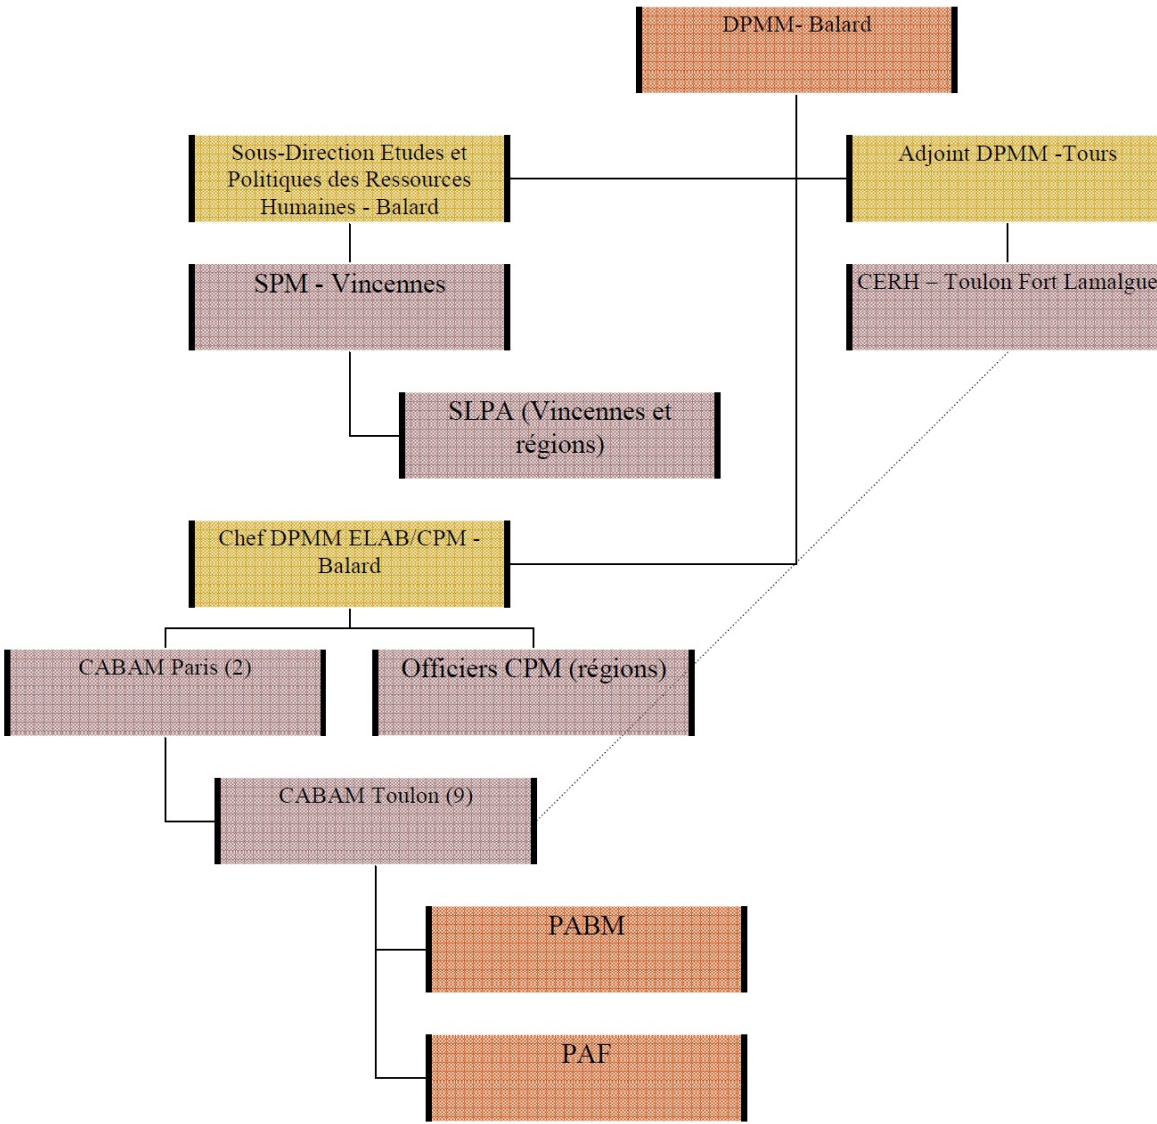 DPMM- Balard
Sous-Direction Etudes et
Politiques des Ressources
Humaines - Balard
Adjoint DPMM -Tours
SPM - Vincennes
CERH – Toulon Fort Lamalgue
SLPA (Vincennes et
régions)
Chef DPMM ELAB/CPM -
Balard
CABAM Paris (2)
Officiers CPM (régions)
CABAM Toulon (9)
PABM
PAF